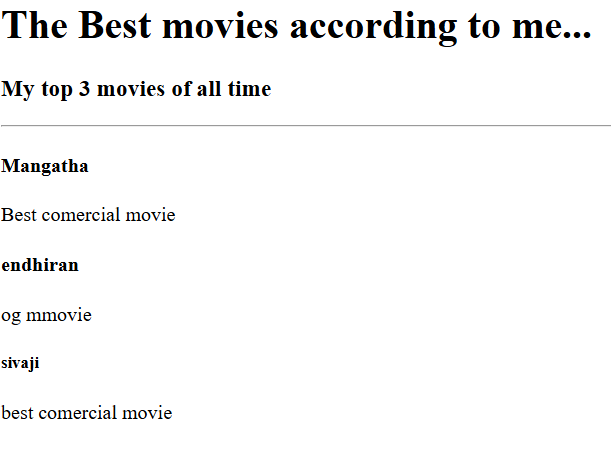 The Best movies according to me...
My top 3 movies of all time
Mangatha
Best comercial movie
endhiran
og mmovie
sivaji
best comercial movie